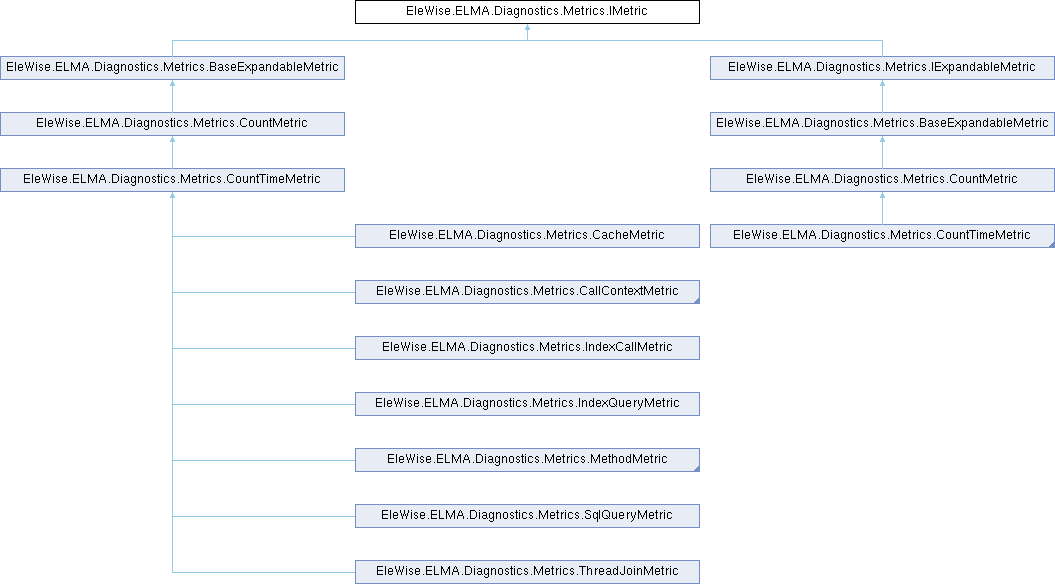 EleWise.ELMA.Diagnostics.Metrics.IMetric
EleWise.ELMA.Diagnostics.Metrics.BaseExpandableMetric
EleWise.ELMA.Diagnostics.Metrics.IExpandableMetric
EleWise.ELMA.Diagnostics.Metrics.CountMetric
EleWise.ELMA.Diagnostics.Metrics.BaseExpandableMetric
EleWise.ELMA.Diagnostics.Metrics.CountTimeMetric
EleWise.ELMA.Diagnostics.Metrics.CountMetric
EleWise.ELMA.Diagnostics.Metrics.CacheMetric
EleWise.ELMA.Diagnostics.Metrics.CountTimeMetric
EleWise.ELMA.Diagnostics.Metrics.CallContextMetric
EleWise.ELMA.Diagnostics.Metrics.IndexCallMetric
EleWise.ELMA.Diagnostics.Metrics.IndexQueryMetric
EleWise.ELMA.Diagnostics.Metrics.MethodMetric
EleWise.ELMA.Diagnostics.Metrics.SqlQueryMetric
EleWise.ELMA.Diagnostics.Metrics.ThreadJoinMetric